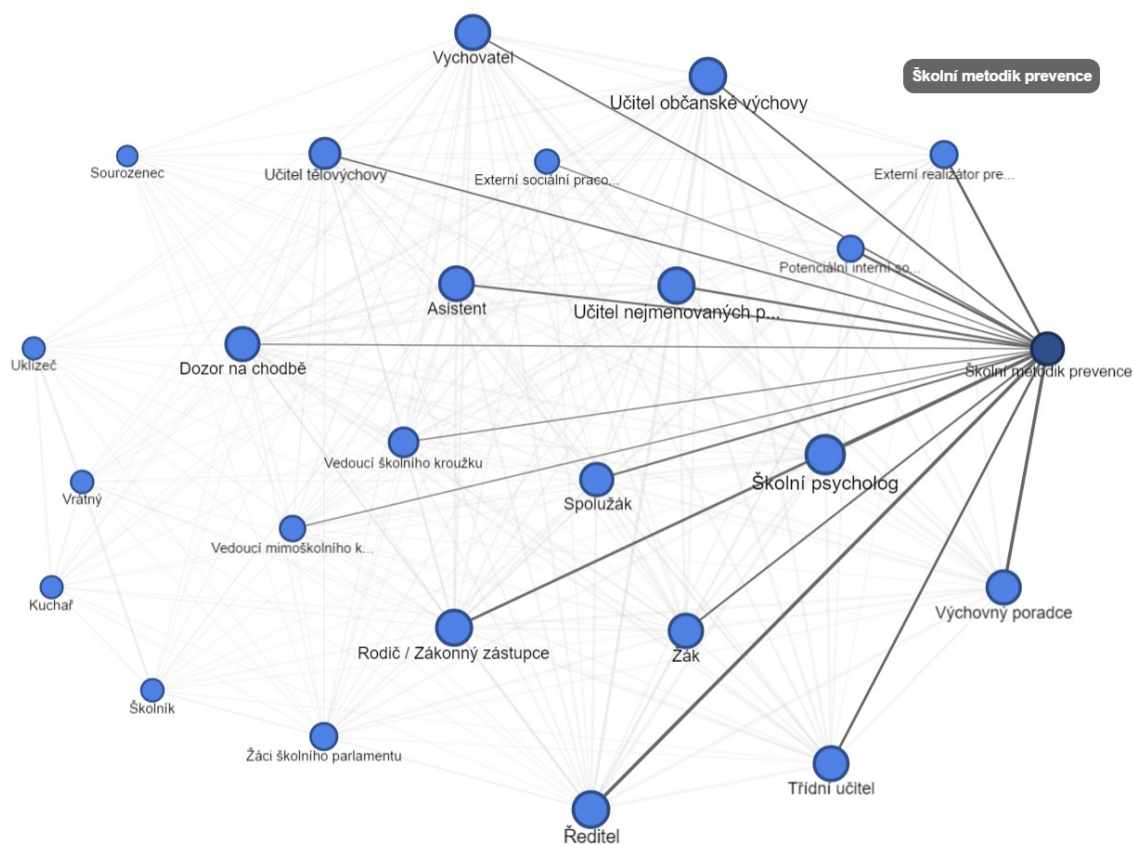 Vychovatel
Školní metodik prevence
Učitel občanské výchovy
Sourozenec
Učitel tělovýchovy
Externí sociální praco...
Externí realizátor pre...
Potenciální interní so...
Asistent
Učitel nejmenovaných p...
Uklízeč
Dozor na chodbě
Školní metodik prevence
Vedoucí školního kroužku
Školní psycholog
Vrátný
Spolužák
Vedoucí mimoškolního k...
Kuchař
Výchovný poradce
Rodič / Zákonný zástupce
Žák
Školník
Žáci školního parlamentu
Třídní učitel
Ředitel